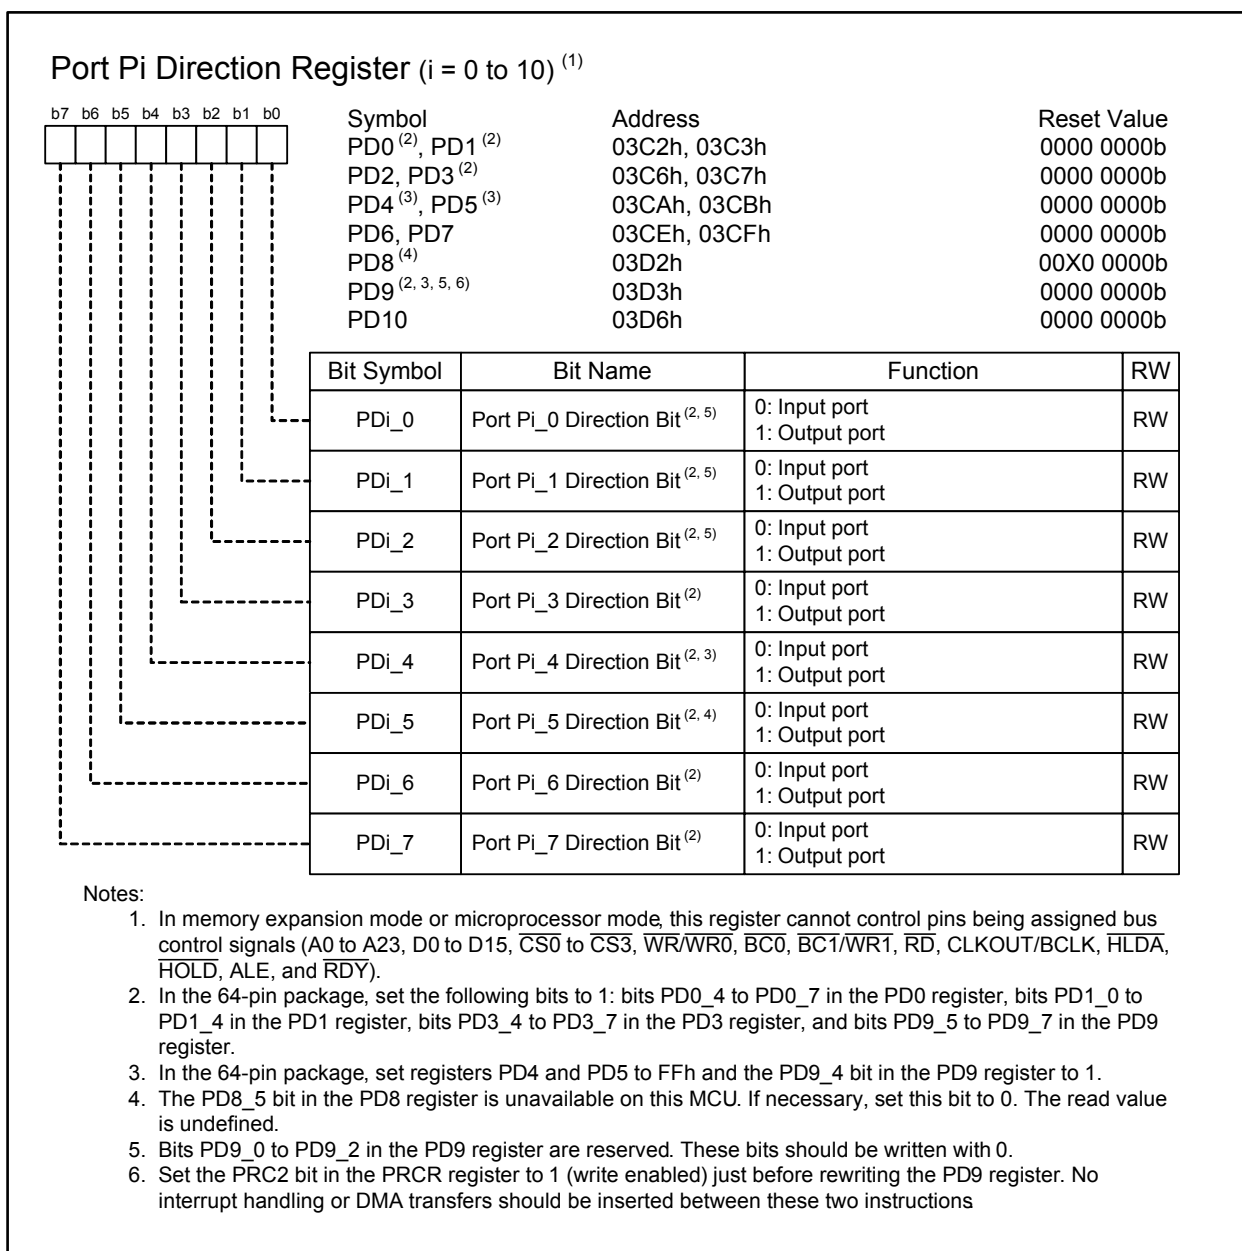 Port Pi Direction Register (i = 0 to 10) (1)
b7 b6 b5 b4 b3 b2 b1 b0
Symbol Address Reset Value
PD0 (2), PD1 (2) 03C2h, 03C3h 0000 0000b
PD2, PD3 (2) 03C6h, 03C7h 0000 0000b
PD4 (3), PD5 (3) 03CAh, 03CBh 0000 0000b
PD6, PD7 03CEh, 03CFh 0000 0000b
PD8 (4) 03D2h 00X0 0000b
PD9 (2, 3, 5, 6) 03D3h 0000 0000b
PD10 03D6h 0000 0000b
Bit Symbol Bit Name Function RW
PDi_0 Port Pi_0 Direction Bit (2, 5) 0: Input port
1: Output port RW
PDi_1 Port Pi_1 Direction Bit (2, 5) 0: Input port
1: Output port RW
PDi_2 Port Pi_2 Direction Bit (2, 5) 0: Input port
1: Output port RW
PDi_3 Port Pi_3 Direction Bit (2) 0: Input port
1: Output port RW
PDi_4 Port Pi_4 Direction Bit (2, 3) 0: Input port
1: Output port RW
PDi_5 Port Pi_5 Direction Bit (2, 4) 0: Input port
1: Output port RW
PDi_6 Port Pi_6 Direction Bit (2) 0: Input port
1: Output port RW
PDi_7 Port Pi_7 Direction Bit (2) 0: Input port
1: Output port RW
Notes:
1. In memory expansion mode or microprocessor mode, this register cannot control pins being assigned bus
control signals (A0 to A23, D0 to D15, CS0 to CS3, WR/WR0, BC0, BC1/WR1, RD, CLKOUT/BCLK, HLDA,
HOLD, ALE, and RDY).
2. In the 64-pin package, set the following bits to 1: bits PD0_4 to PD0_7 in the PD0 register, bits PD1_0 to
PD1_4 in the PD1 register, bits PD3_4 to PD3_7 in the PD3 register, and bits PD9_5 to PD9_7 in the PD9
register.
3. In the 64-pin package, set registers PD4 and PD5 to FFh and the PD9_4 bit in the PD9 register to 1.
4. The PD8_5 bit in the PD8 register is unavailable on this MCU. If necessary, set this bit to 0. The read value
is undefined.
5. Bits PD9_0 to PD9_2 in the PD9 register are reserved. These bits should be written with 0.
6. Set the PRC2 bit in the PRCR register to 1 (write enabled) just before rewriting the PD9 register. No
interrupt handling or DMA transfers should be inserted between these two instructions.